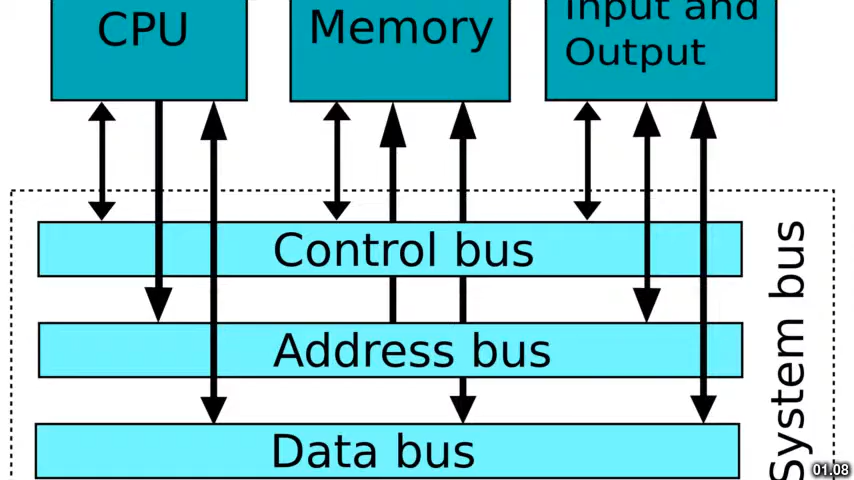 CPU
Memory
Input and
Output
Control bus
Address bus
Data bus
System bus
01.08